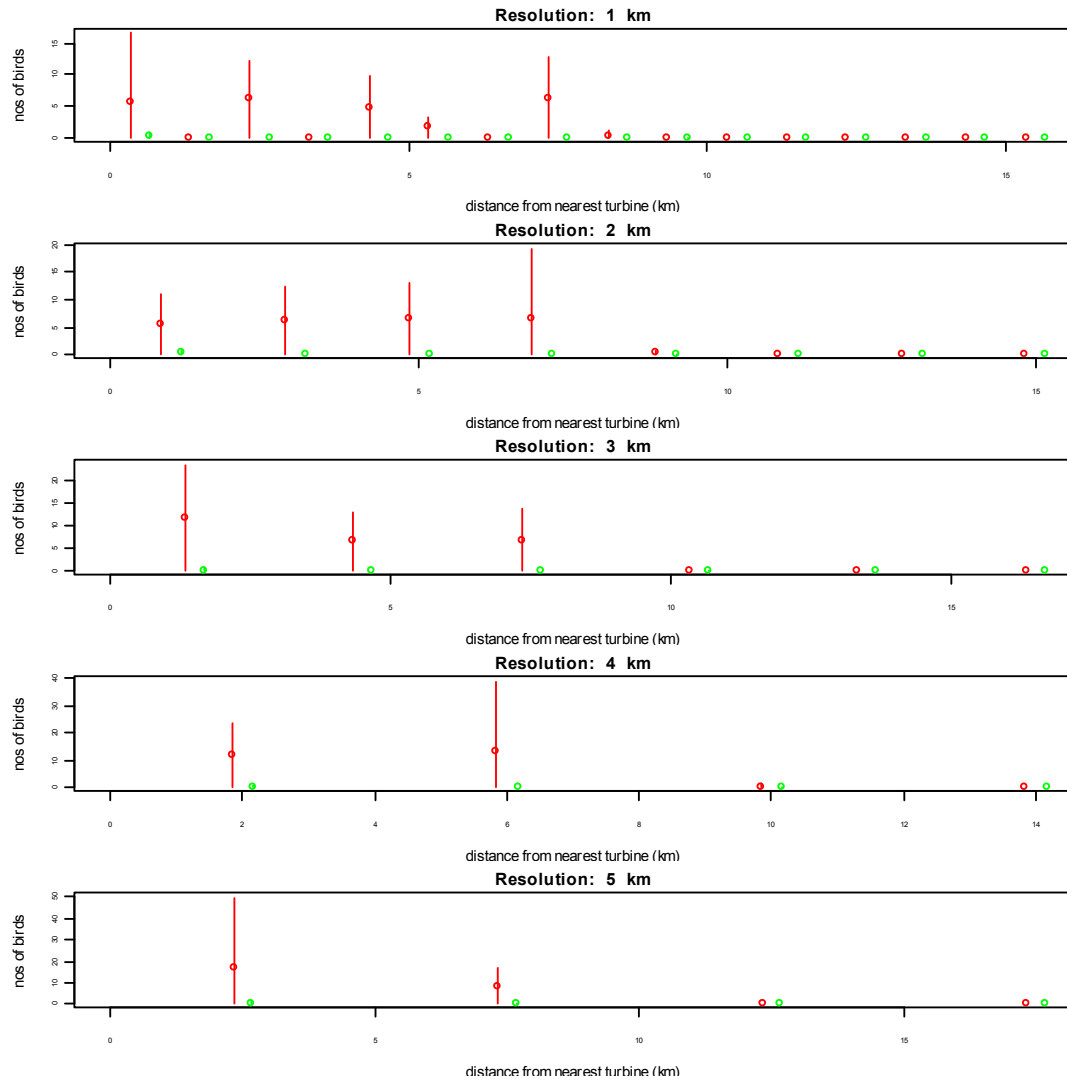 Resolution: 1 km
nos of birds
15
10
5
0
0 5 10 15
distance from nearest turbine (km)
Resolution: 2 km
nos of birds
20
15
10
5
0
0 5 10 15
distance from nearest turbine (km)
Resolution: 3 km
nos of birds
20
15
10
5
0
0 5 10 15
distance from nearest turbine (km)
Resolution: 4 km
nos of birds
40
30
20
10
0
0 2 4 6 8 10 12 14
distance from nearest turbine (km)
Resolution: 5 km
nos of birds
50
40
30
20
10
0
0 5 10 15
distance from nearest turbine (km)